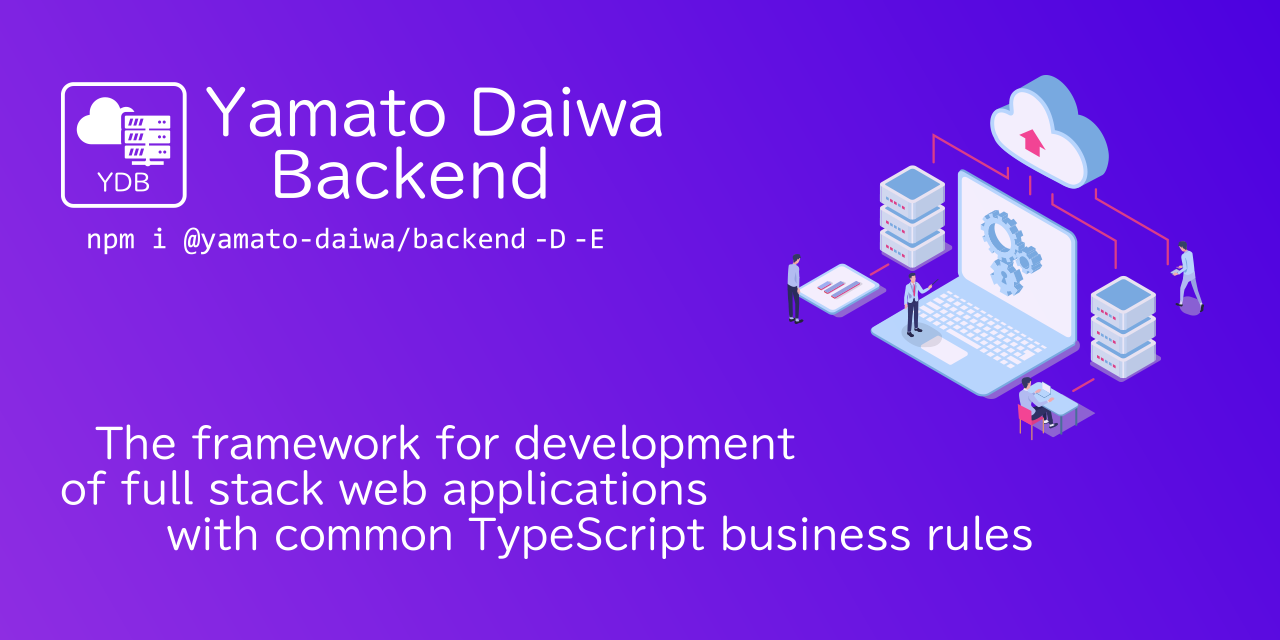 YDB
Yamato Daiwa
Backend
npm i @yamato-daiwa/backend -D -E
The framework for development
of full stack web applications
with common TypeScript business rules